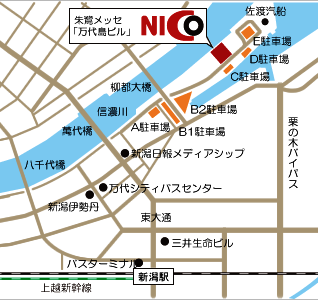 朱鷺メッセ
「万代島ビル」
NICO
佐渡汽船
E駐車場
D駐車場
C駐車場
柳都大橋
信濃川
B2駐車場
A駐車場
B1駐車場
萬代橋
栗の木バイパス
八千代橋
新潟日報メディアシップ
万代シティバスセンター
新潟伊勢丹
東大通
三井生命ビル
バスターミナル
新潟駅
上越新幹線